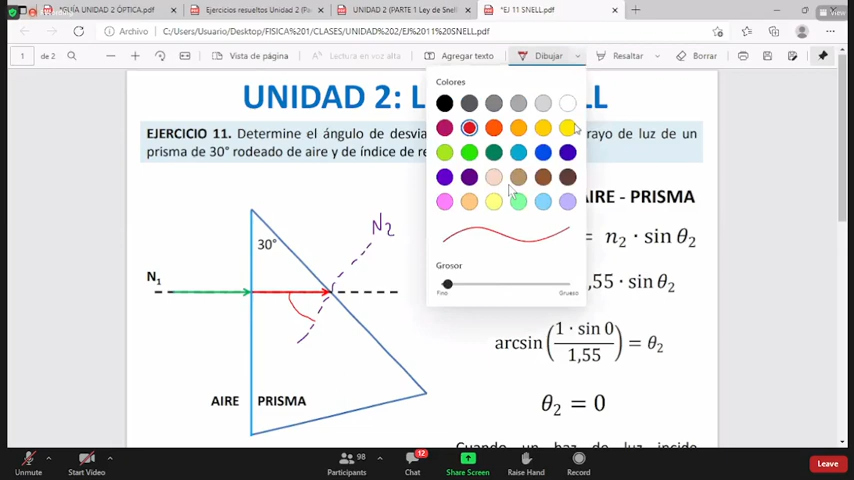 *GUÍA UNIDAD 2 ÓPTICA.pdf
Ejercicios resueltos Unidad 2 (Pa
UNIDAD 2 (PARTE 1 Ley de Snell
*EJ 11 SNELL.pdf
Archivo
C:/Users/Usuario/Desktop/FISICA%201/CLASES/UNIDAD%202/EJ%2011%20SNELL.pdf
1
de 2
Vista de página
Lectura en voz alta
Agregar texto
Dibujar
Resaltar
Borrar
View
UNIDAD 2: L
ELL
EJERCICIO 11. Determine el ángulo de desvia
rayo de luz de un
prisma de 30° rodeado de aire y de índice de re
Colores
Grosor
Fino
Grueso
30°
N2
N1
AIRE
PRISMA
AIRE - PRISMA
= n2 · sin θ2
,55 · sin θ2
arcsin (1 · sin 0 / 1,55) = θ2
θ2 = 0
Cuando un haz de luz incide
Unmute
Start Video
98
Participants
12
Chat
Share Screen
Raise Hand
Record
Leave